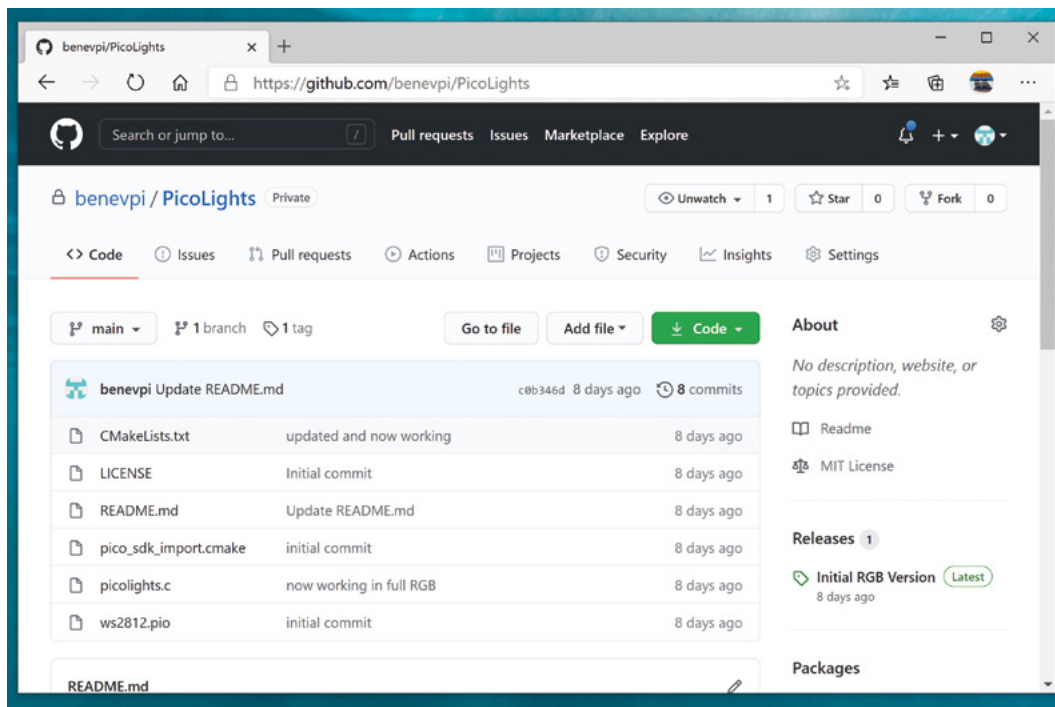 benevpi/PicoLights
https://github.com/benevpi/PicoLights
Search or jump to... / Pull requests Issues Marketplace Explore
benevpi / PicoLights Private Unwatch 1 Star 0 Fork 0
<> Code Issues Pull requests Actions Projects Security Insights Settings
main 1 branch 1 tag Go to file Add file Code
benevpi Update README.md c0b346d 8 days ago 8 commits
CMakeLists.txt updated and now working 8 days ago
LICENSE Initial commit 8 days ago
README.md Update README.md 8 days ago
pico_sdk_import.cmake initial commit 8 days ago
picolights.c now working in full RGB 8 days ago
ws2812.pio initial commit 8 days ago
README.md
About
No description, website, or
topics provided.
Readme
MIT License
Releases 1
Initial RGB Version Latest
8 days ago
Packages